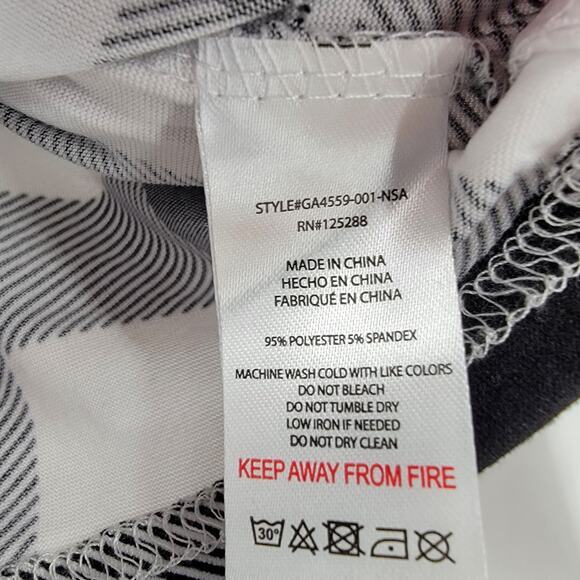 STYLE#GA4559-001-NSA
RN#125288
MADE IN CHINA
HECHO EN CHINA
FABRIQUÉ EN CHINA
95% POLYESTER 5% SPANDEX
MACHINE WASH COLD WITH LIKE COLORS
DO NOT BLEACH
DO NOT TUMBLE DRY
LOW IRON IF NEEDED
DO NOT DRY CLEAN
KEEP AWAY FROM FIRE
30°